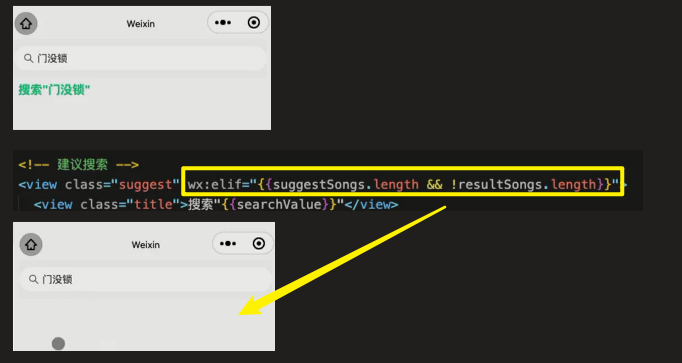 Weixin
门没锁
搜索"门没锁"
<!-- 建议搜索 -->
<view class="suggest" wx:elif="{{suggestSongs.length && !resultSongs.length}}">
<view class="title">搜索"{{searchValue}}"</view>
Weixin
门没锁